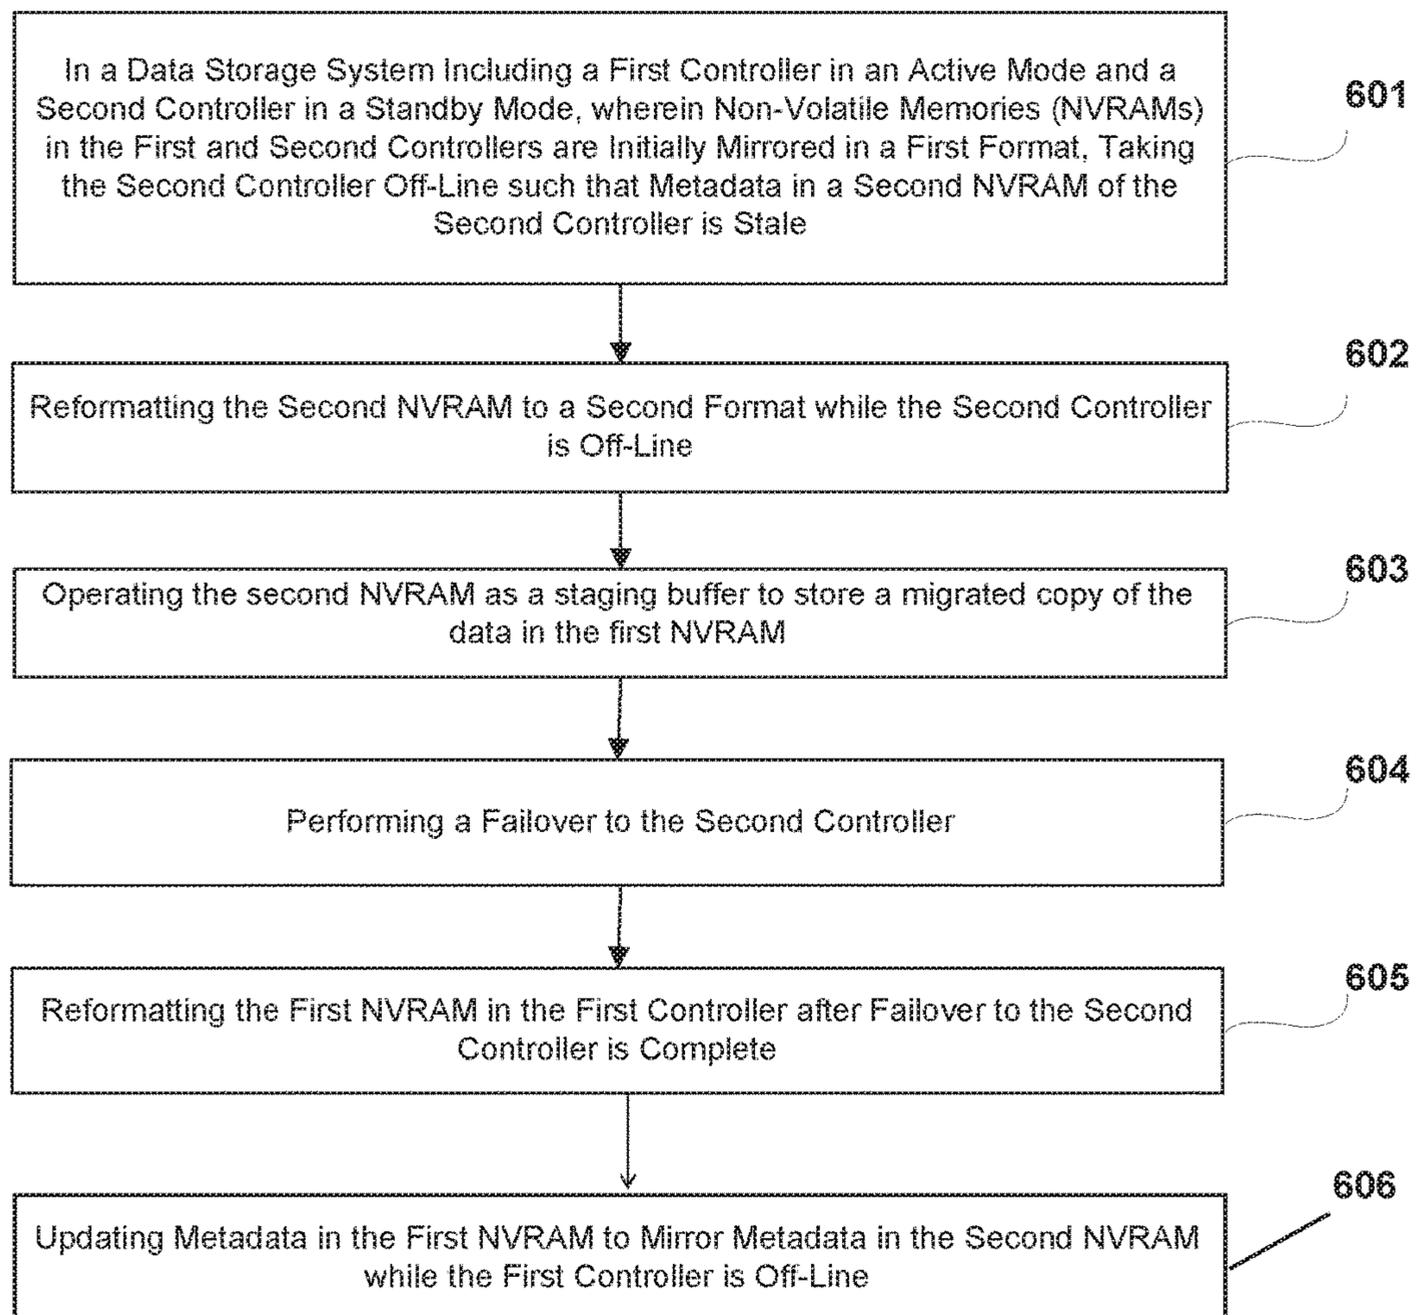 In a Data Storage System Including a First Controller in an Active Mode and a
Second Controller in a Standby Mode, wherein Non-Volatile Memories (NVRAMs)
in the First and Second Controllers are Initially Mirrored in a First Format, Taking
the Second Controller Off-Line such that Metadata in a Second NVRAM of the
Second Controller is Stale
601
602
Reformatting the Second NVRAM to a Second Format while the Second Controller
is Off-Line
603
Operating the second NVRAM as a staging buffer to store a migrated copy of the
data in the first NVRAM
604
Performing a Failover to the Second Controller
605
Reformatting the First NVRAM in the First Controller after Failover to the Second
Controller is Complete
606
Updating Metadata in the First NVRAM to Mirror Metadata in the Second NVRAM
while the First Controller is Off-Line